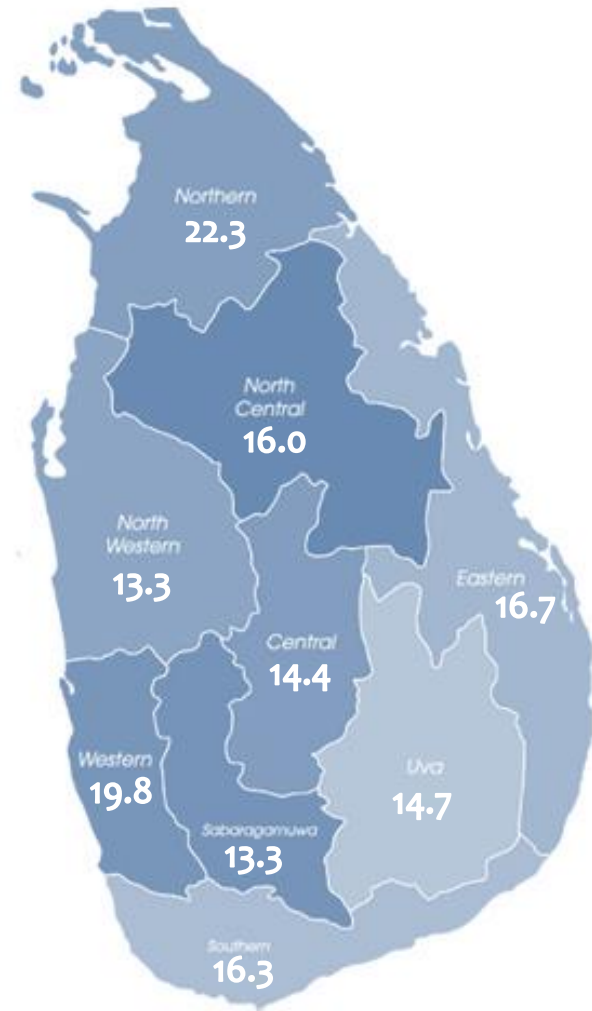 Northern
22.3
North
Central
16.0
North
Western
13.3
Eastern
16.7
Central
14.4
Western
19.8
Uva
14.7
Sabaragamuwa
13.3
Southern
16.3